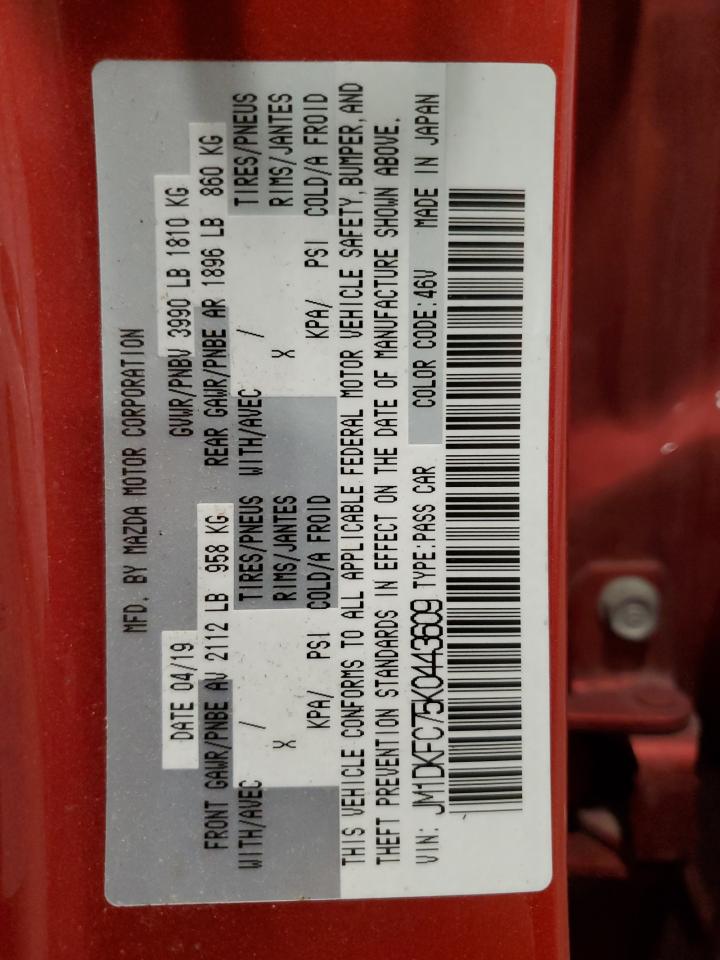 MFD. BY MAZDA MOTOR CORPORATION
DATE 04/19 GVWR/PNBV 3990 LB 1810 KG
FRONT GAWR/PNBE AV 2112 LB 958 KG REAR GAWR/PNBE AR 1896 LB 860 KG
WITH/AVEC / TIRES/PNEUS WITH/AVEC / TIRES/PNEUS
X RIMS/JANTES X RIMS/JANTES
KPA/ PSI COLD/A FROID KPA/ PSI COLD/A FROID
THIS VEHICLE CONFORMS TO ALL APPLICABLE FEDERAL MOTOR VEHICLE SAFETY, BUMPER, AND
THEFT PREVENTION STANDARDS IN EFFECT ON THE DATE OF MANUFACTURE SHOWN ABOVE.
VIN: JM1DKFC75K0443609 TYPE:PASS CAR COLOR CODE:46V MADE IN JAPAN